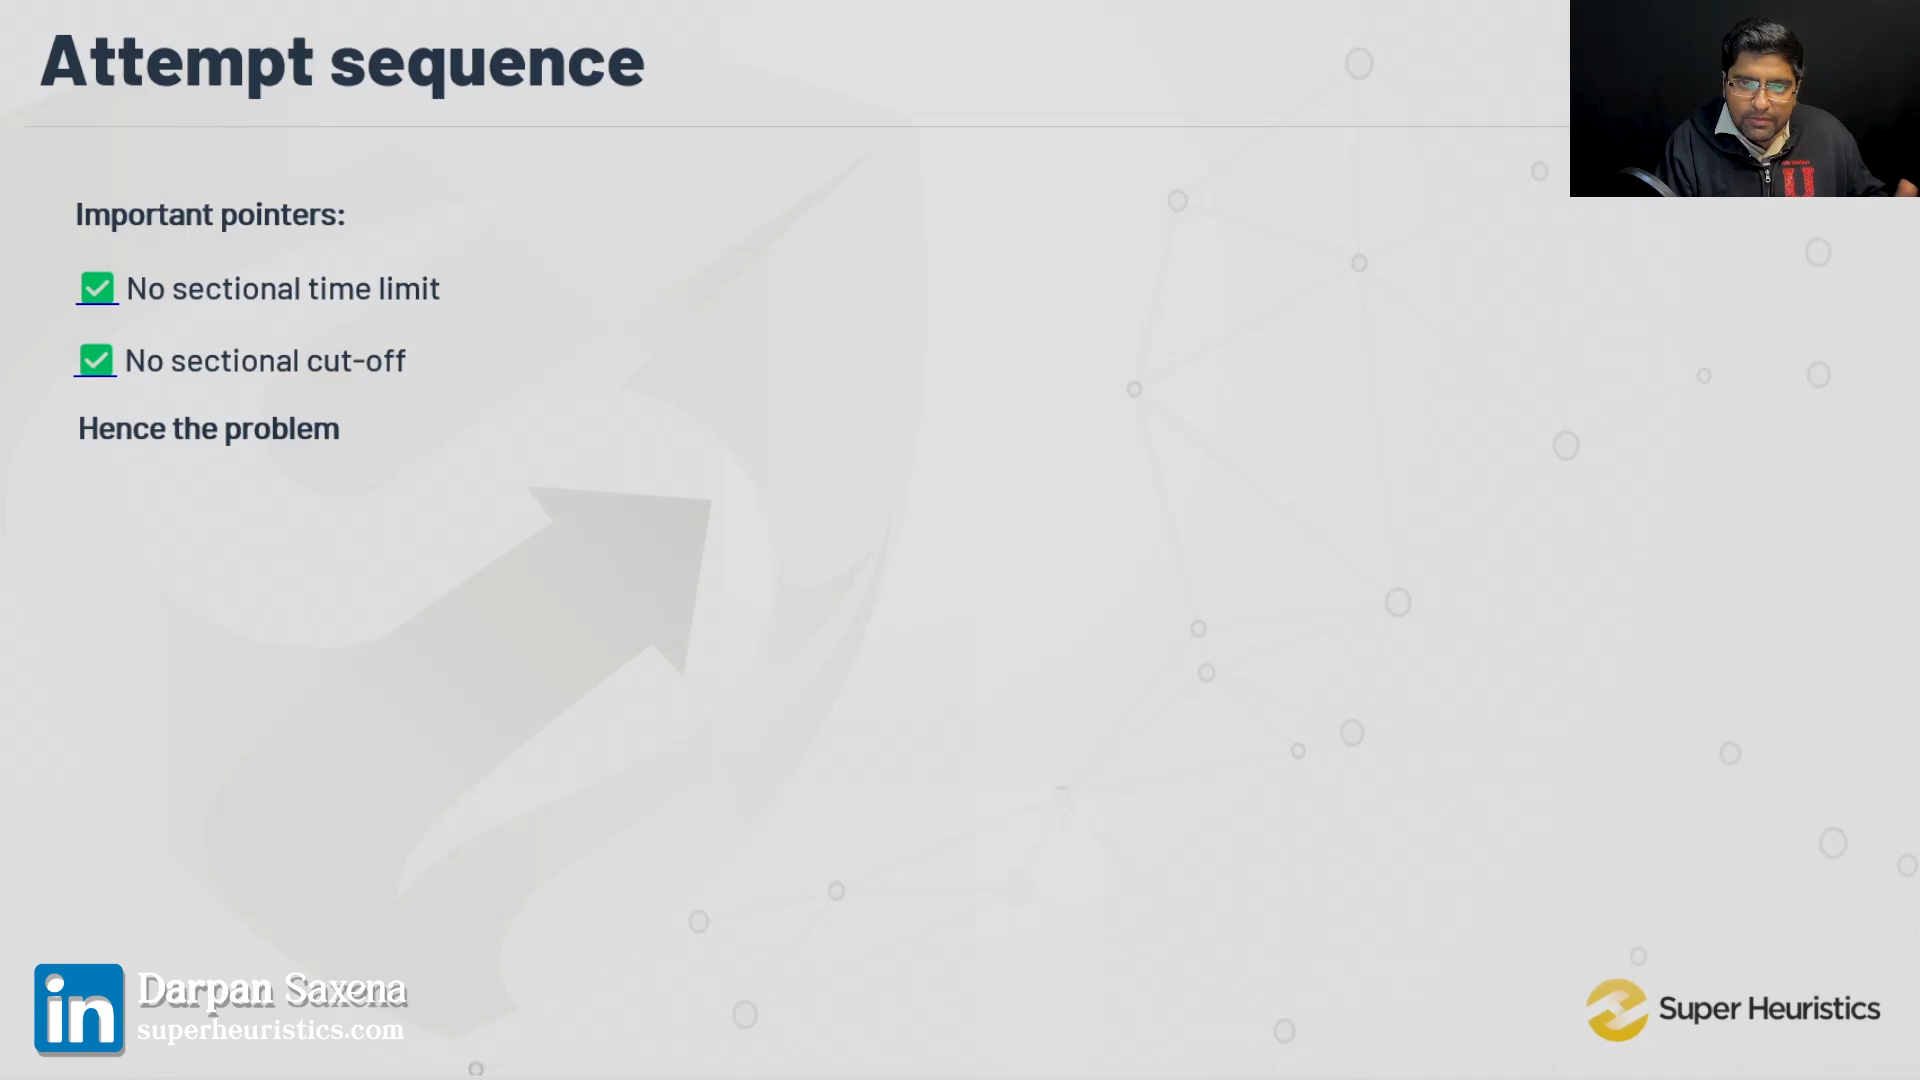 Attempt sequence
Important pointers:
No sectional time limit
No sectional cut-off
Hence the problem
in
Darpan Saxena
superheuristics.com
Super Heuristics